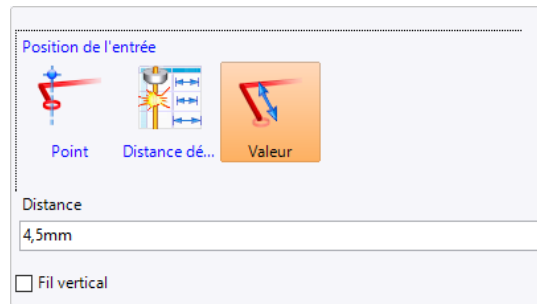 Position de l'entrée
Point
Distance dé...
Valeur
Distance
4,5mm
Fil vertical